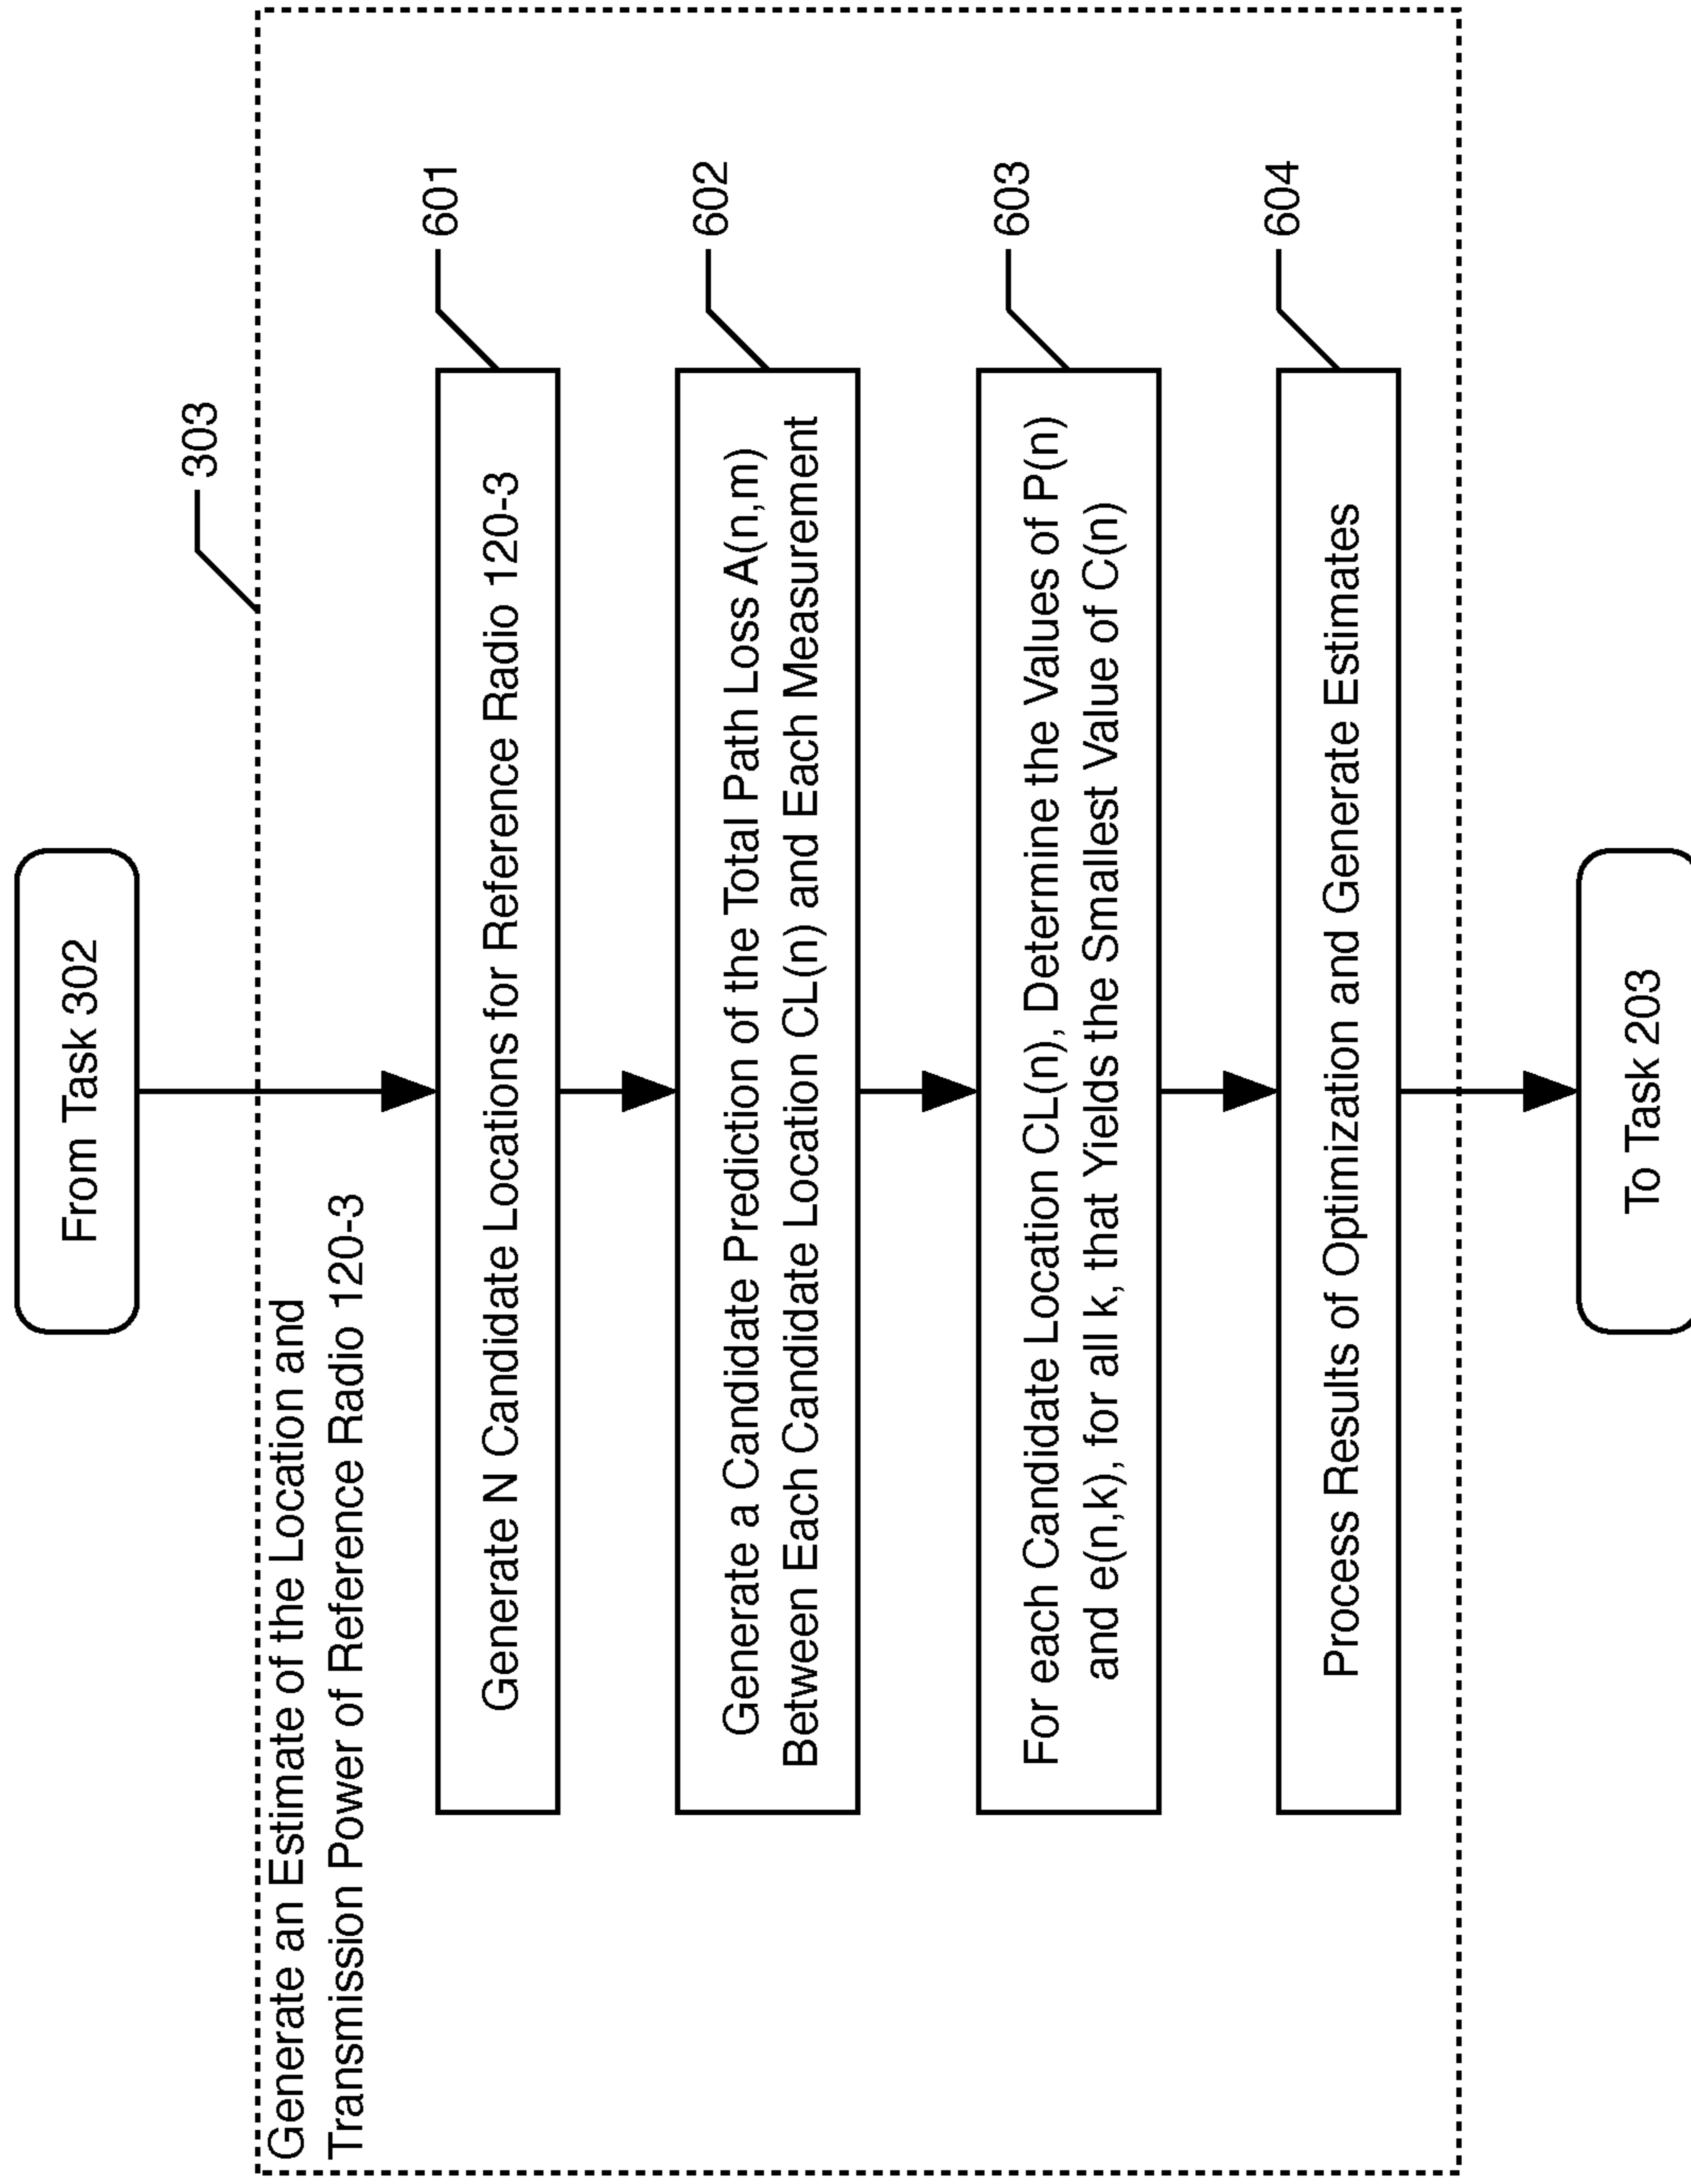 From Task 302
303
Generate an Estimate of the Location and
Transmission Power of Reference Radio 120-3
601
Generate N Candidate Locations for Reference Radio 120-3
602
Generate a Candidate Prediction of the Total Path Loss A(n,m)
Between Each Candidate Location CL(n) and Each Measurement
603
For each Candidate Location CL(n), Determine the Values of P(n)
and e(n,k), for all k, that Yields the Smallest Value of C(n)
604
Process Results of Optimization and Generate Estimates
To Task 203